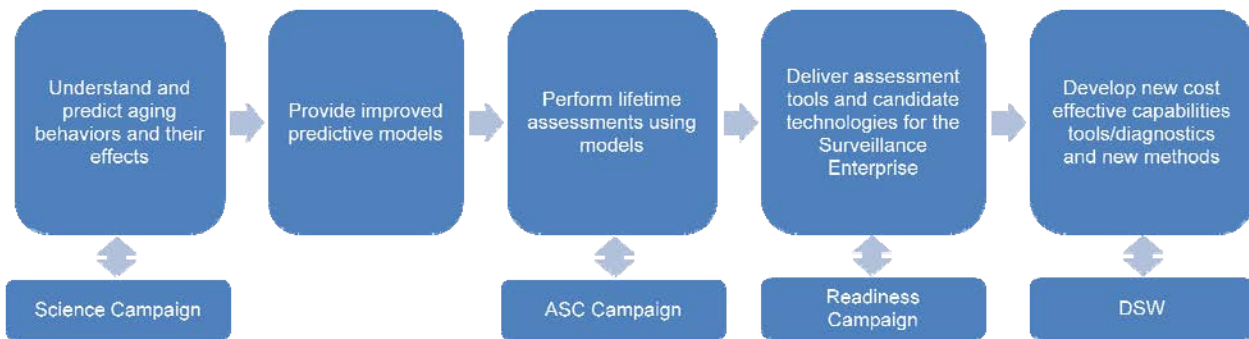 Understand and
predict aging
behaviors and their
effects
Provide improved
predictive models
Perform lifetime
assessments using
models
Deliver assessment
tools and candidate
technologies for the
Surveillance
Enterprise
Develop new cost
effective capabilities
tools/diagnostics
and new methods
Science Campaign
ASC Campaign
Readiness
Campaign
DSW